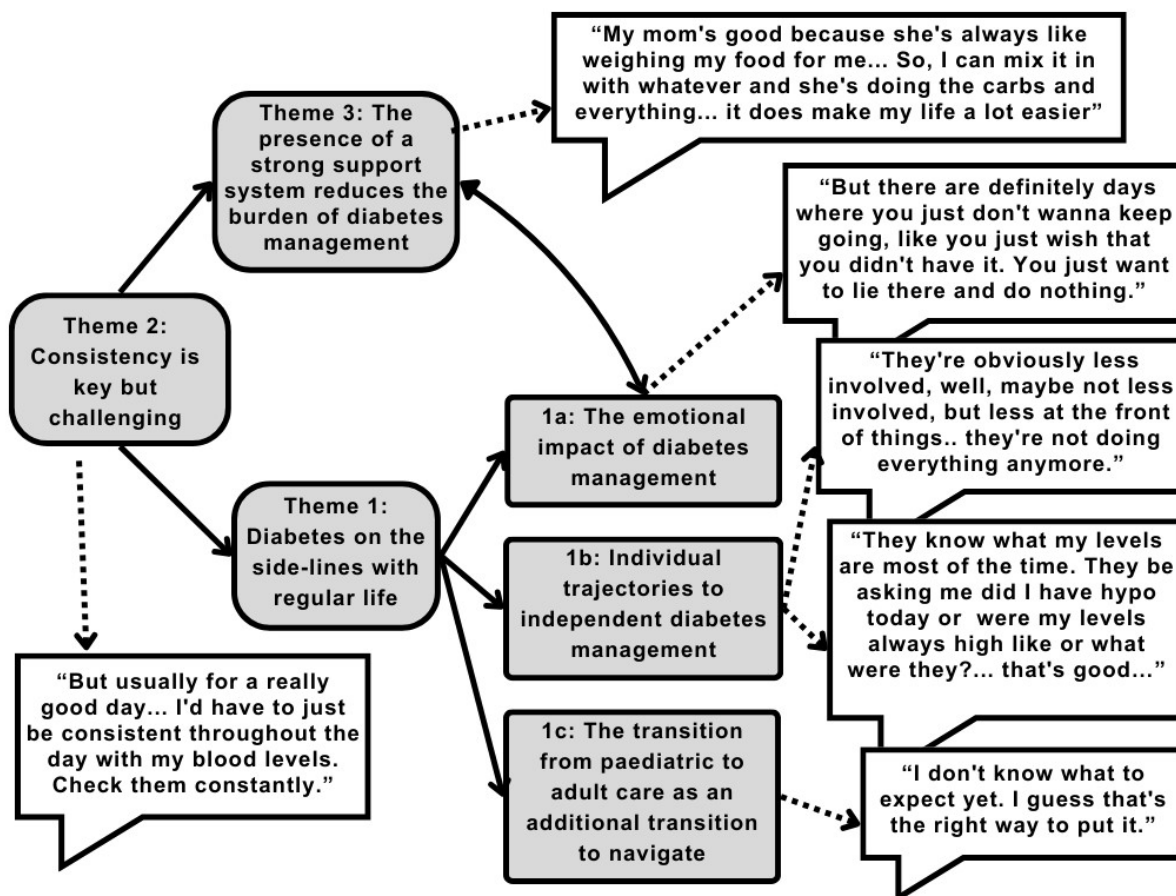 “My mom's good because she's always like
weighing my food for me... So, I can mix it in
with whatever and she's doing the carbs and
everything... it does make my life a lot easier”
Theme 3: The
presence of a
strong support
system reduces the
burden of diabetes
management
“But there are definitely days
where you just don't wanna keep
going, like you just wish that
you didn't have it. You just want
to lie there and do nothing.”
Theme 2:
Consistency is
key but
challenging
“They're obviously less
involved, well, maybe not less
involved, but less at the front
of things.. they're not doing
everything anymore.”
1a: The emotional
impact of diabetes
management
Theme 1:
Diabetes on the
side-lines with
regular life
1b: Individual
trajectories to
independent diabetes
management
“They know what my levels
are most of the time. They be
asking me did I have hypo
today or were my levels
always high like or what
were they?... that's good...”
“But usually for a really
good day... I'd have to just
be consistent throughout the
day with my blood levels.
Check them constantly.”
1c: The transition
from paediatric to
adult care as an
additional transition
to navigate
“I don't know what to
expect yet. I guess that's
the right way to put it.”